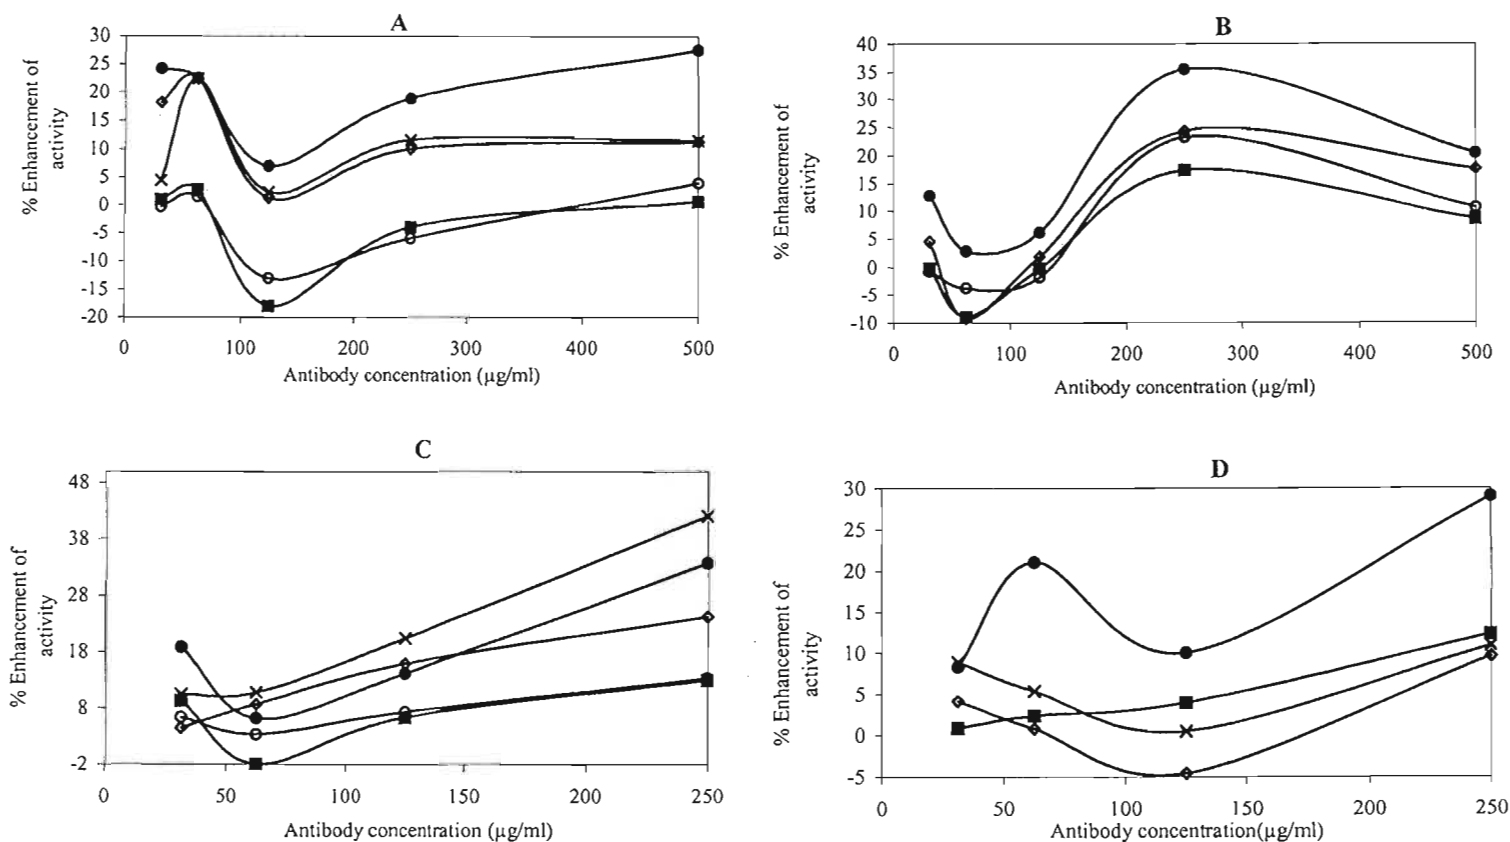 A
30
25
20
15
10
5
0
-5
-10
-15
-20
0 100 200 300 400 500
% Enhancement of
activity
Antibody concentration (µg/ml)
B
40
35
30
25
20
15
10
5
0
-5
-10
0 100 200 300 400 500
% Enhancement of
activity
Antibody concentration (µg/ml)
C
48
38
28
18
8
-2
0 50 100 150 200 250
% Enhancement of
activity
Antibody concentration (µg/ml)
D
30
25
20
15
10
5
0
-5
0 50 100 150 200 250
% Enhancement of
activity
Antibody concentration(µg/ml)